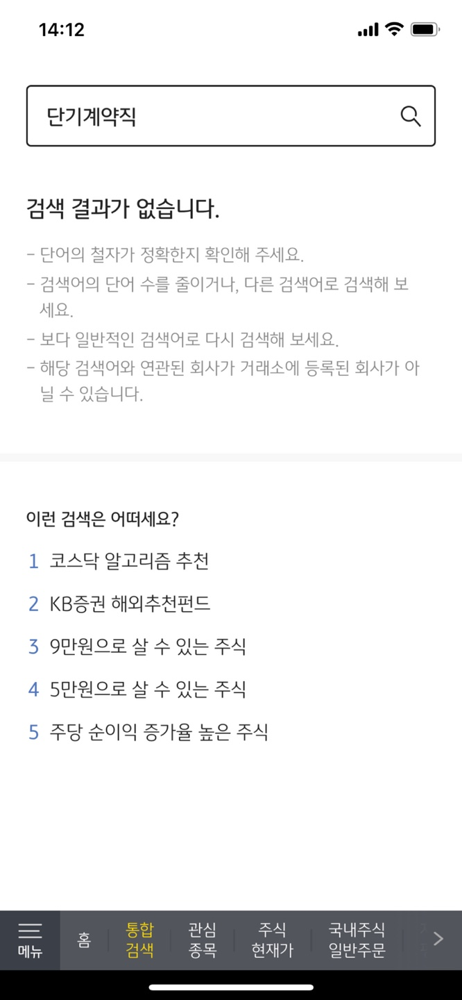 14:12
단기계약직
검색 결과가 없습니다.
- 단어의 철자가 정확한지 확인해 주세요.
- 검색어의 단어 수를 줄이거나, 다른 검색어로 검색해 보
세요.
- 보다 일반적인 검색어로 다시 검색해 보세요.
- 해당 검색어와 연관된 회사가 거래소에 등록된 회사가 아
닐 수 있습니다.
이런 검색은 어떠세요?
1 코스닥 알고리즘 추천
2 KB증권 해외추천펀드
3 9만원으로 살 수 있는 주식
4 5만원으로 살 수 있는 주식
5 주당 순이익 증가율 높은 주식
메뉴
홈
통합
검색
관심
종목
주식
현재가
국내주식
일반주문